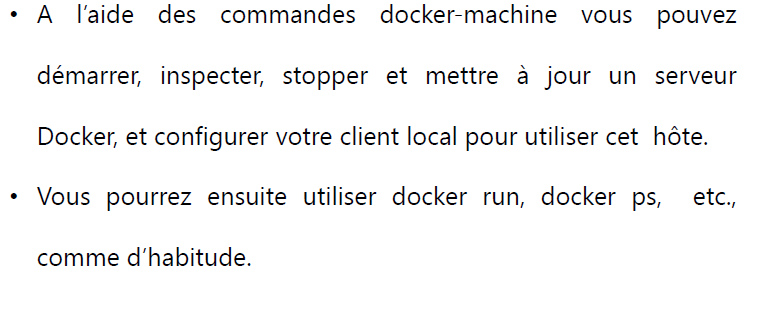 • A l’aide des commandes docker-machine vous pouvez
démarrer, inspecter, stopper et mettre à jour un serveur
Docker, et configurer votre client local pour utiliser cet hôte.
• Vous pourrez ensuite utiliser docker run, docker ps, etc.,
comme d’habitude.